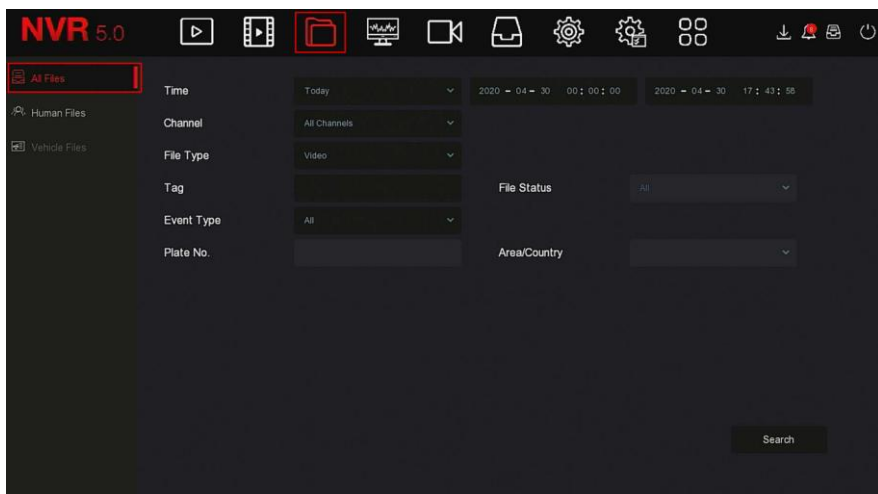 NVR 5.0
All Files
Human Files
Vehicle Files
Time Today 2020 - 04 - 30 00 : 00 : 00 2020 - 04 - 30 17 : 43 : 58
Channel All Channels
File Type Video
Tag File Status All
Event Type All
Plate No. Area/Country
Search